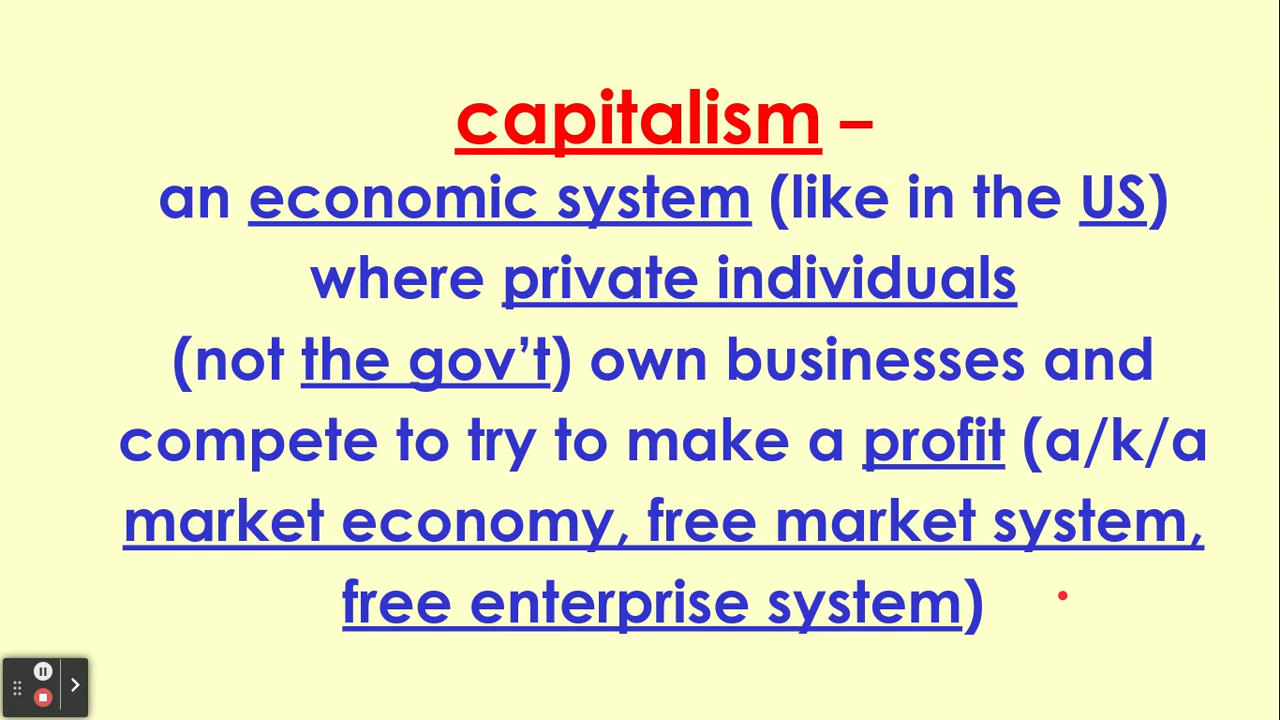 capitalism –
an economic system (like in the US)
where private individuals
(not the gov’t) own businesses and
compete to try to make a profit (a/k/a
market economy, free market system,
free enterprise system)